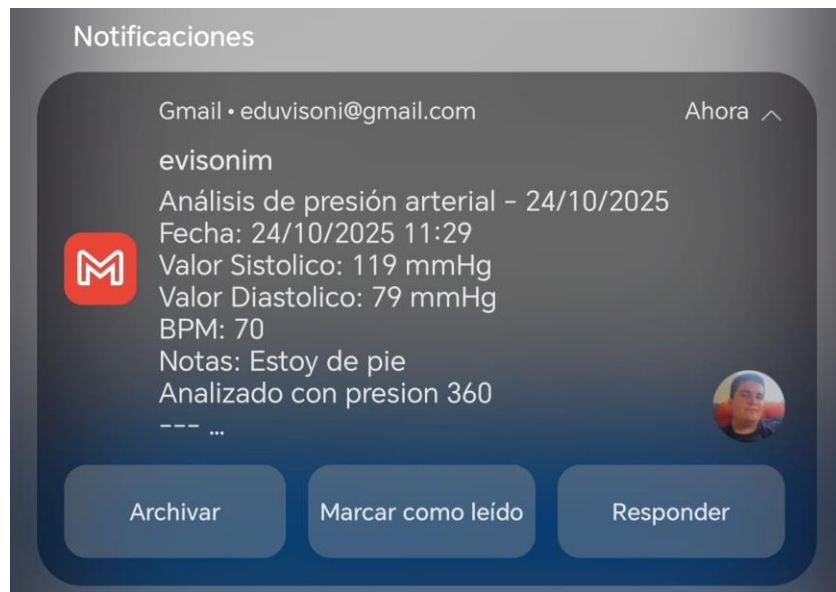 Notificaciones
Gmail • eduvisoni@gmail.com Ahora
evisonim
Análisis de presión arterial - 24/10/2025
Fecha: 24/10/2025 11:29
Valor Sistolico: 119 mmHg
Valor Diastolico: 79 mmHg
BPM: 70
Notas: Estoy de pie
Analizado con presion 360
--- ...
Archivar Marcar como leído Responder